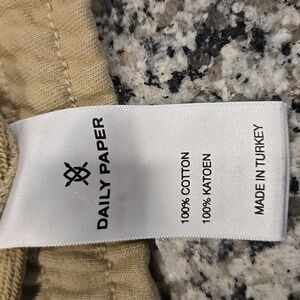 DAILY PAPER
100% COTTON
100% KATOEN
MADE IN TURKEY